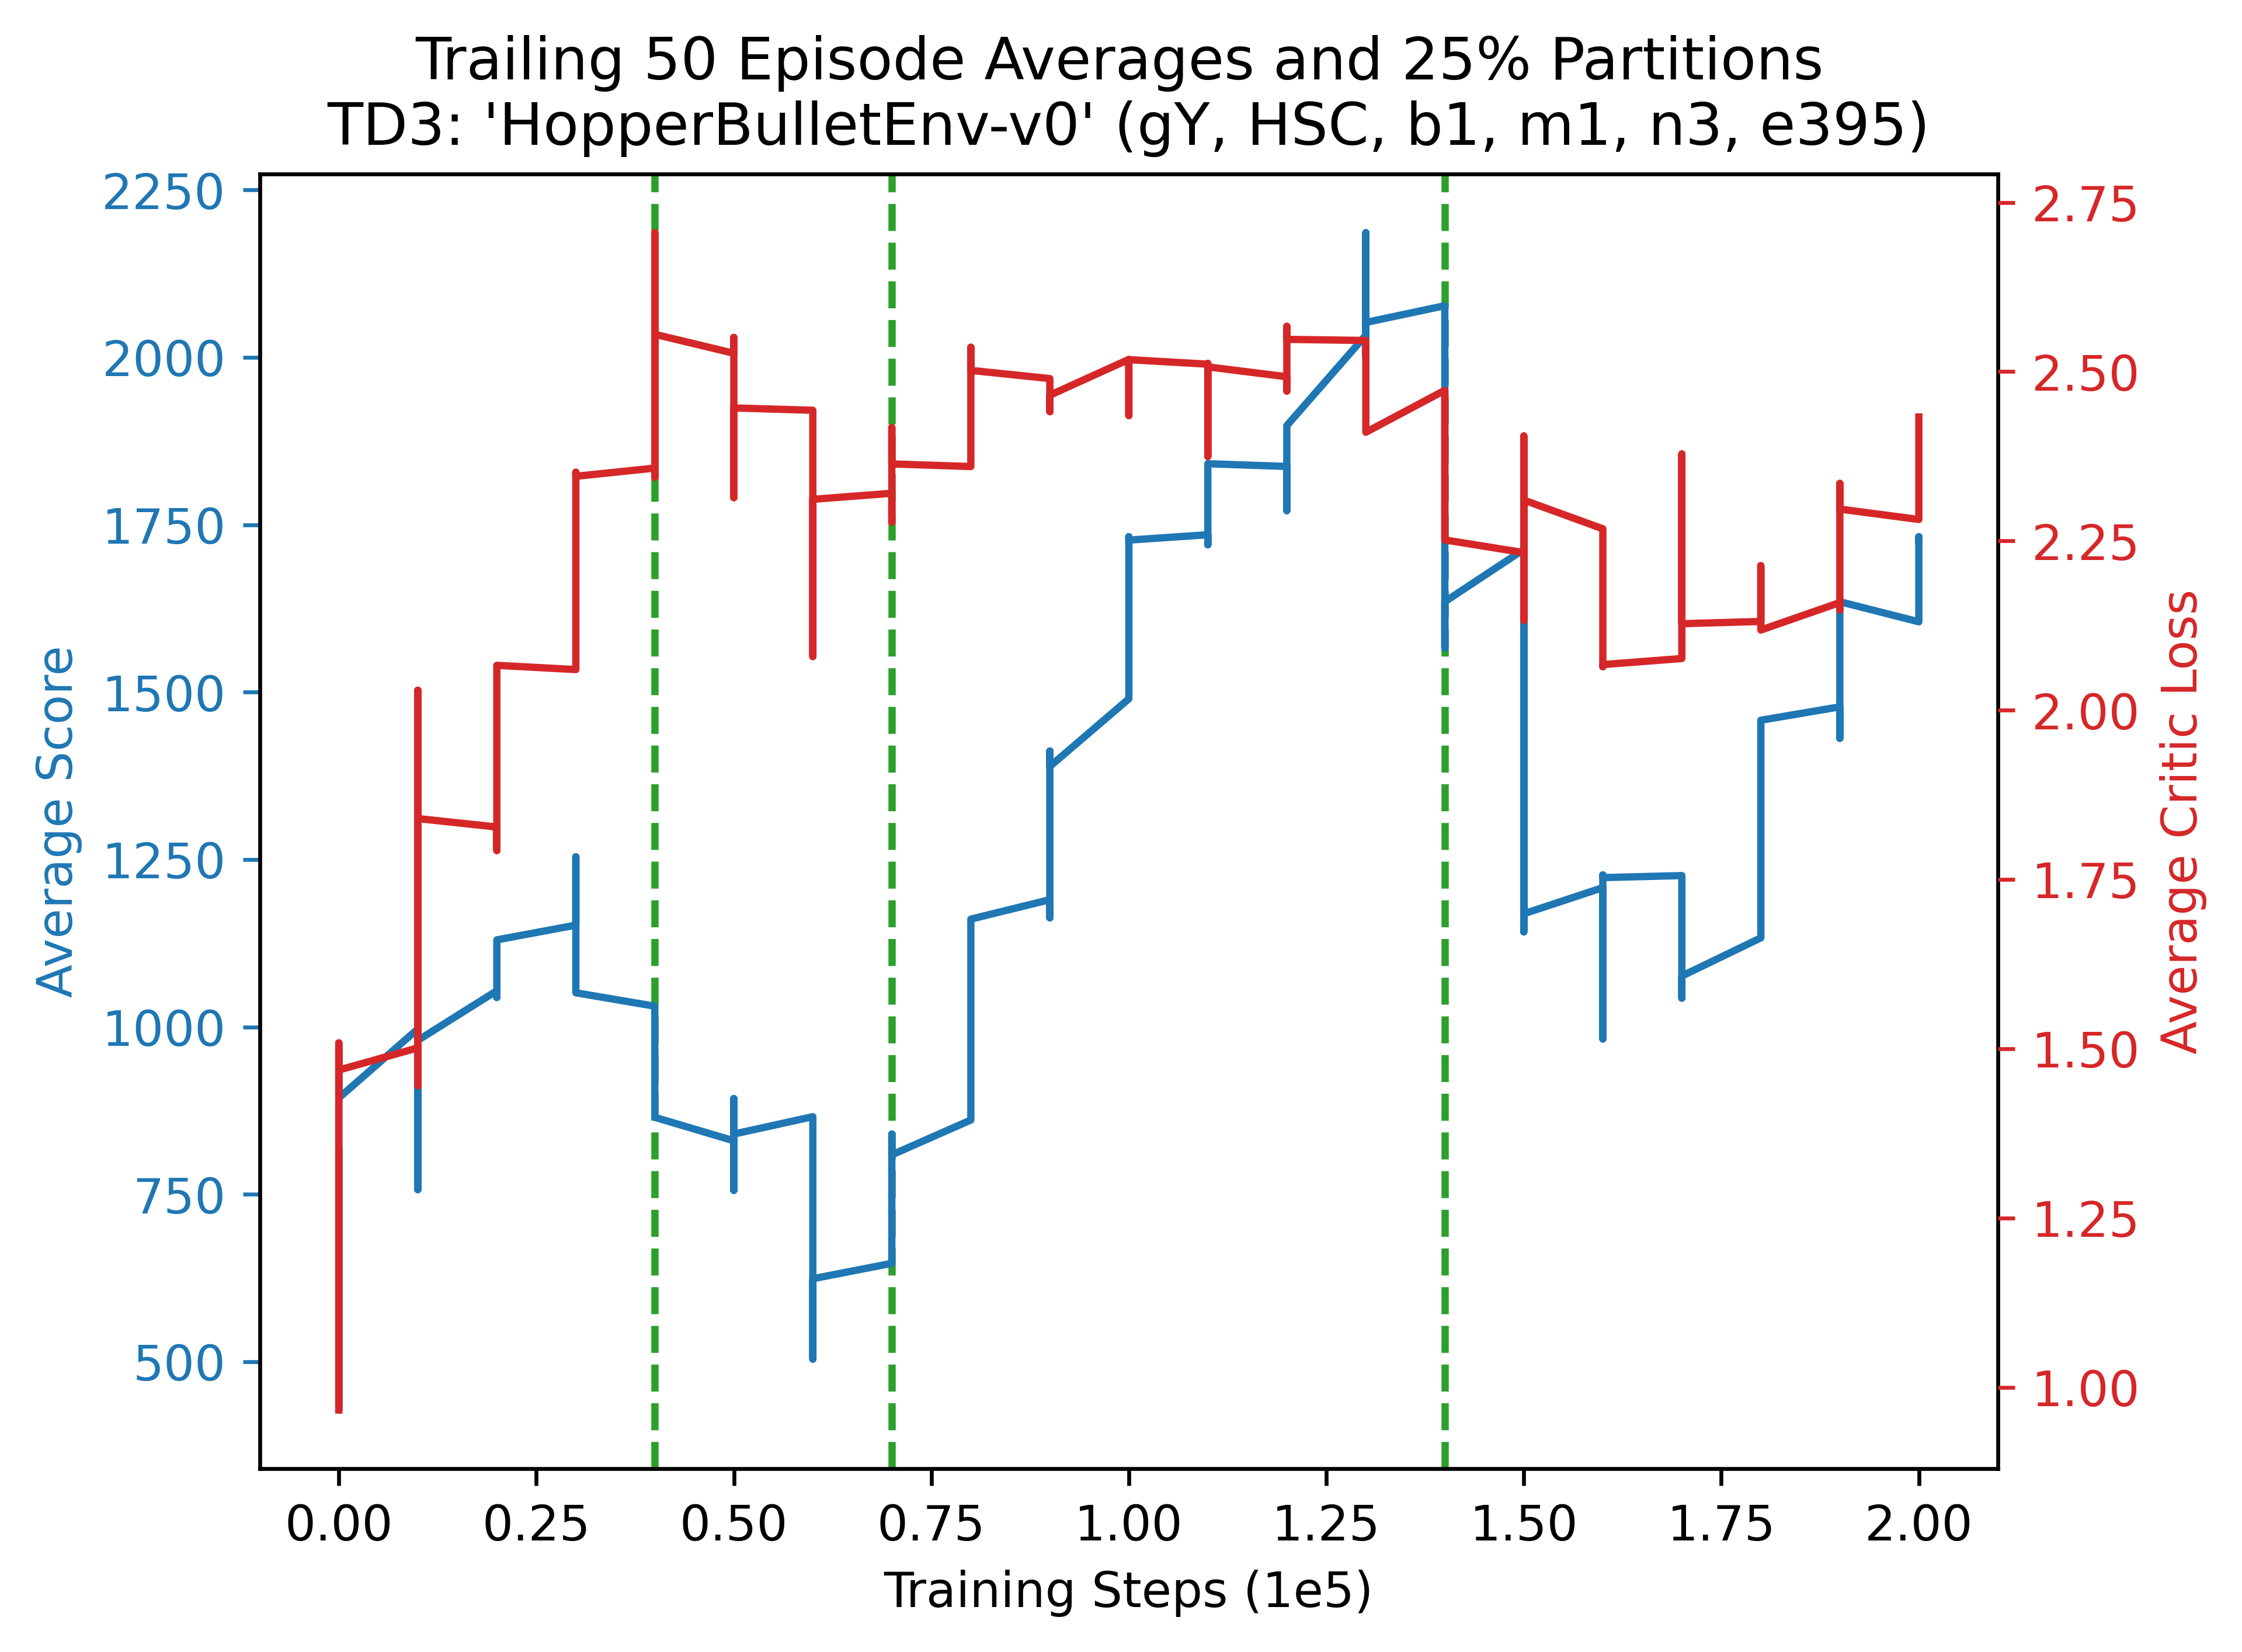 Trailing 50 Episode Averages and 25% Partitions
TD3: 'HopperBulletEnv-v0' (gY, HSC, b1, m1, n3, e395)
2250
2000
1750
1500
1250
1000
750
500
Average Score
2.75
2.50
2.25
2.00
1.75
1.50
1.25
1.00
Average Critic Loss
0.00 0.25 0.50 0.75 1.00 1.25 1.50 1.75 2.00
Training Steps (1e5)